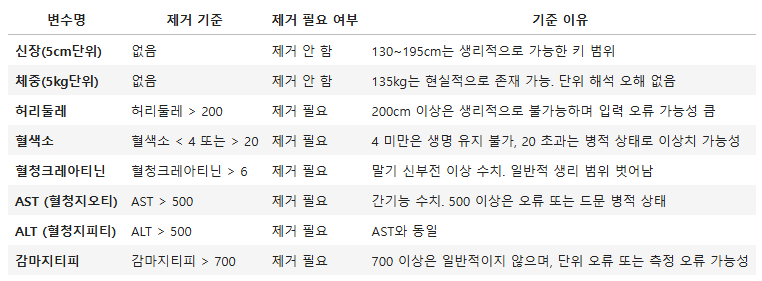 변수명 제거 기준 제거 필요 여부 기준 이유
신장(5cm단위) 없음 제거 안 함 130~195cm는 생리적으로 가능한 키 범위
체중(5kg단위) 없음 제거 안 함 135kg는 현실적으로 존재 가능. 단위 해석 오해 없음
허리둘레 허리둘레 > 200 제거 필요 200cm 이상은 생리적으로 불가능하며 입력 오류 가능성 큼
혈색소 혈색소 < 4 또는 > 20 제거 필요 4 미만은 생명 유지 불가, 20 초과는 병적 상태로 이상치 가능성
혈청크레아티닌 혈청크레아티닌 > 6 제거 필요 말기 신부전 이상 수치. 일반적 생리 범위 벗어남
AST (혈청지오티) AST > 500 제거 필요 간기능 수치. 500 이상은 오류 또는 드문 병적 상태
ALT (혈청지피티) ALT > 500 제거 필요 AST와 동일
감마지티피 감마지티피 > 700 제거 필요 700 이상은 일반적이지 않으며, 단위 오류 또는 측정 오류 가능성